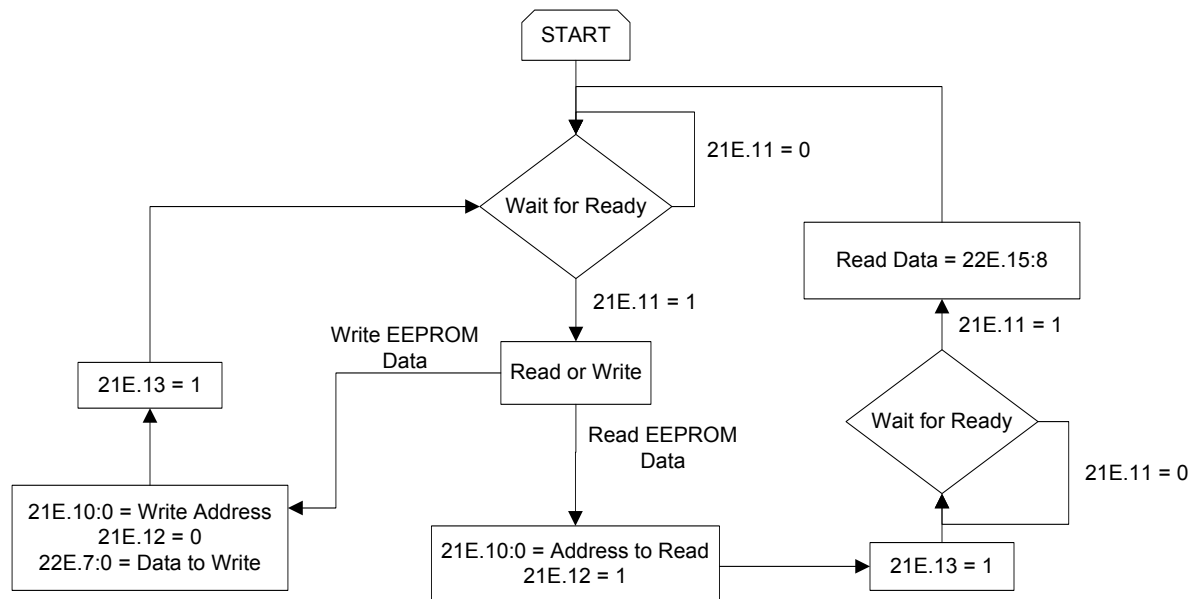 START
21E.11 = 0
Wait for Ready
21E.11 = 1
Read Data = 22E.15:8
21E.11 = 1
Write EEPROM
Data
Read or Write
21E.13 = 1
Read EEPROM
Data
Wait for Ready
21E.11 = 0
21E.10:0 = Write Address
21E.12 = 0
22E.7:0 = Data to Write
21E.10:0 = Address to Read
21E.12 = 1
21E.13 = 1